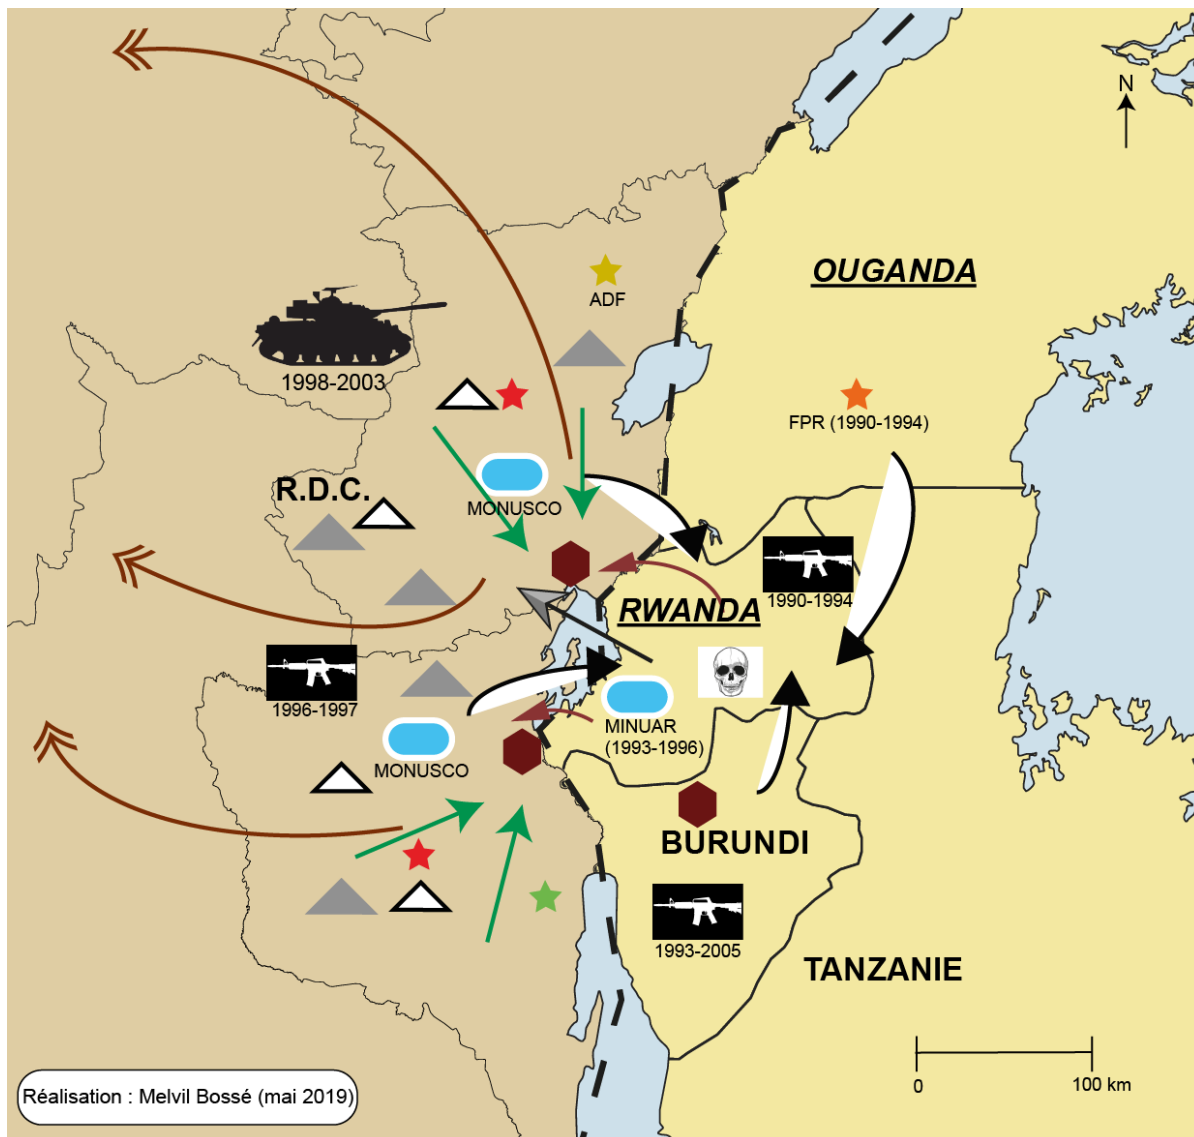 N
OUGANDA
ADF
1998-2003
FPR (1990-1994)
R.D.C.
MONUSCO
1990-1994
RWANDA
1996-1997
MINUAR
(1993-1996)
MONUSCO
BURUNDI
1993-2005
TANZANIE
0
100 km
Réalisation : Melvil Bossé (mai 2019)